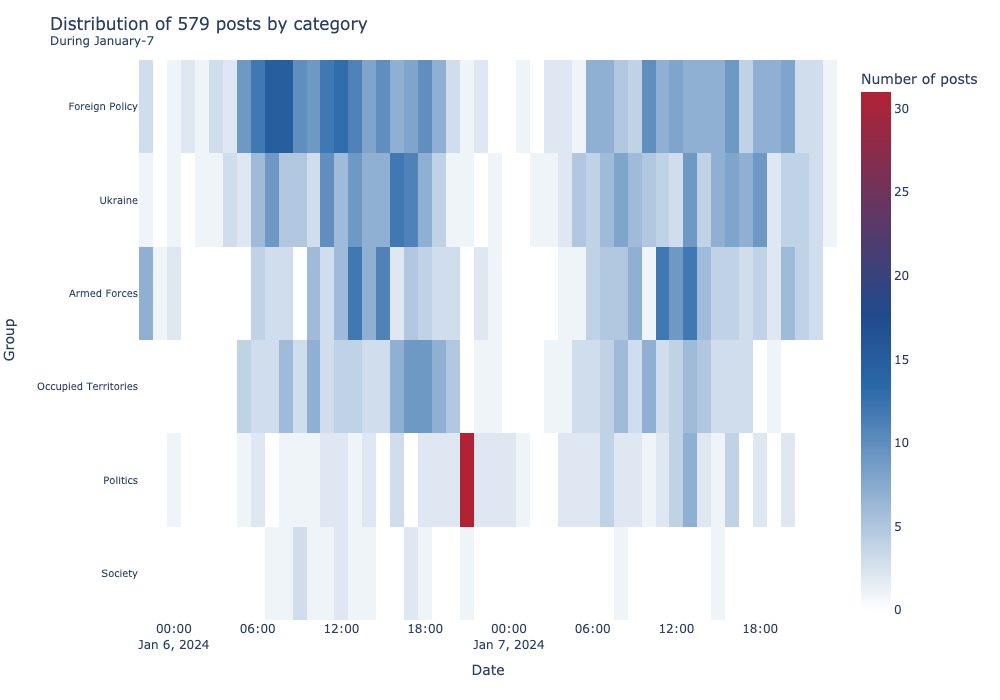 Distribution of 579 posts by category
During January-7
Number of posts
Foreign Policy
Ukraine
Armed Forces
Occupied Territories
Politics
Society
Group
30
25
20
15
10
5
0
00:00 06:00 12:00 18:00 00:00 06:00 12:00 18:00
Jan 6, 2024 Jan 7, 2024
Date